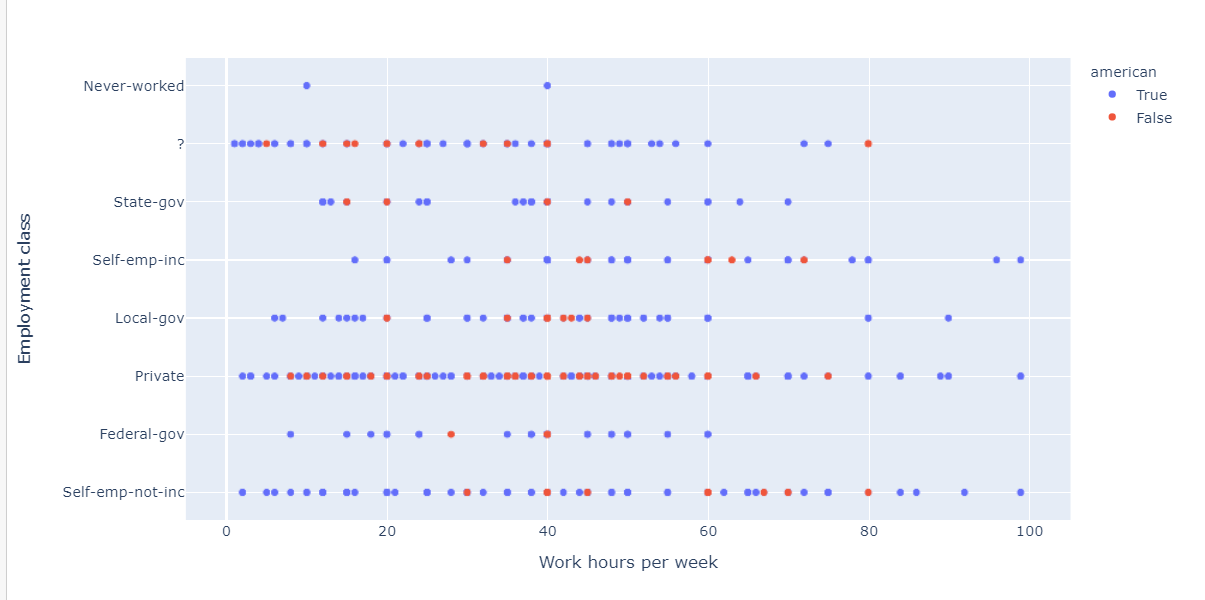 american
True
False
Employment class
Never-worked
?
State-gov
Self-emp-inc
Local-gov
Private
Federal-gov
Self-emp-not-inc
0 20 40 60 80 100
Work hours per week